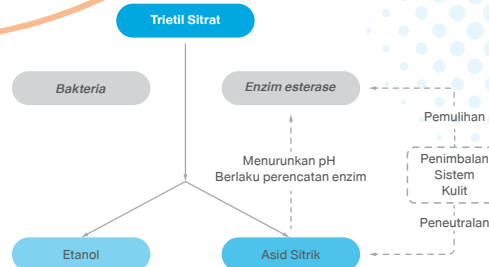 Trietil Sitrat
Bakteria
Enzim esterase
Pemulihan
Menurunkan pH
Berlaku perencatan enzim
Penimbalan
Sistem
Kulit
Peneutralan
Etanol
Asid Sitrik